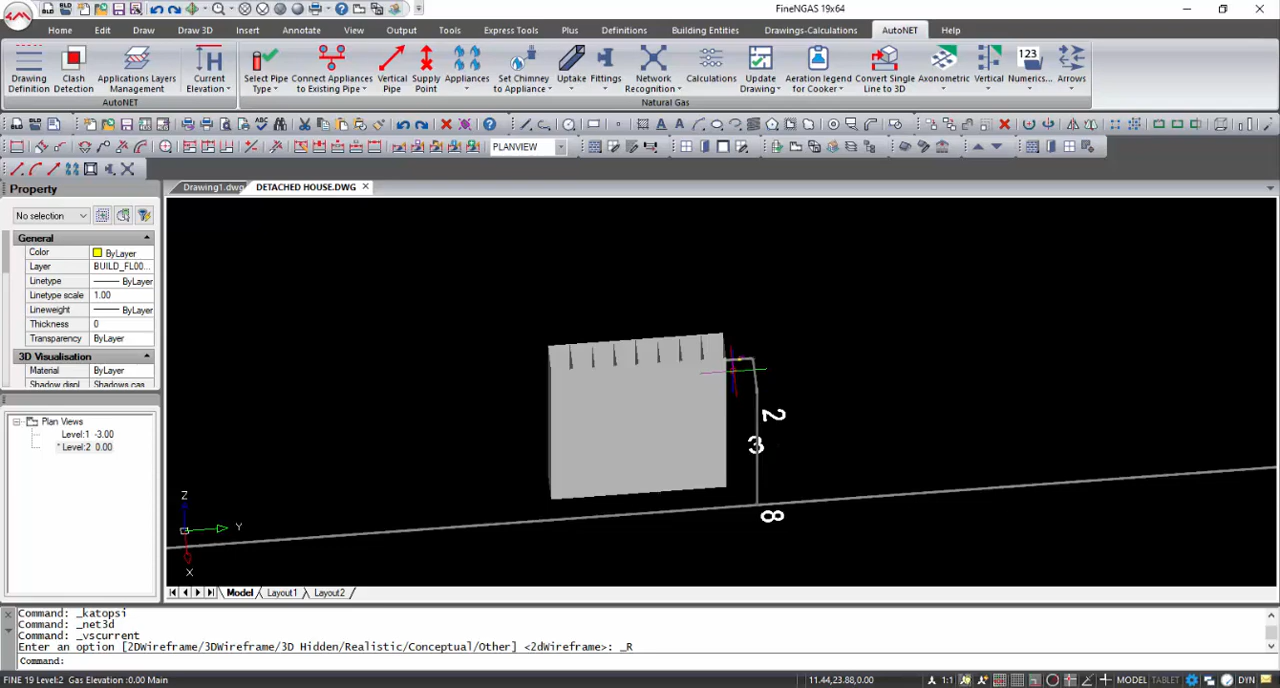 FineNGAS 19x64
Home Edit Draw Draw 3D Insert Annotate View Output Tools Express Tools Plus Definitions Building Entities Drawings-Calculations AutoNET Help
Drawing Definition
Clash Detection
Applications Layers Management
Current Elevation
Select Pipe Type
Connect Appliances to Existing Pipe
Vertical Pipe
Supply Point
Appliances
Set Chimney to Appliance
Uptake
Fittings
Network Recognition
Calculations
Update Drawing
Aeration legend for Cooker
Convert Single Line to 3D
Axonometric
Vertical
123
Numerics...
Arrows
AutoNET
Natural Gas
PLANVIEW
Property
Drawing1.dwg
DETACHED HOUSE.DWG
No selection
General
Color ByLayer
Layer BUILD_FL00...
Linetype ByLayer
Linetype scale 1.00
Lineweight ByLayer
Thickness 0
Transparency ByLayer
3D Visualisation
Material ByLayer
Shadow displ Shadows cas
Plan Views
Level:1 -3.00
* Level:2 0.00
2
3
8
Z
Y
X
Model Layout1 Layout2
Command: _katopsi
Command: _net3d
Command: _vscurrent
Enter an option [2DWireframe/3DWireframe/3D Hidden/Realistic/Conceptual/Other] <2dWireframe>: _R
Command:
FINE 19 Level:2 Gas Elevation :0.00 Main
11.44,23.88,0.00
1:1
MODEL
TABLET
DYN